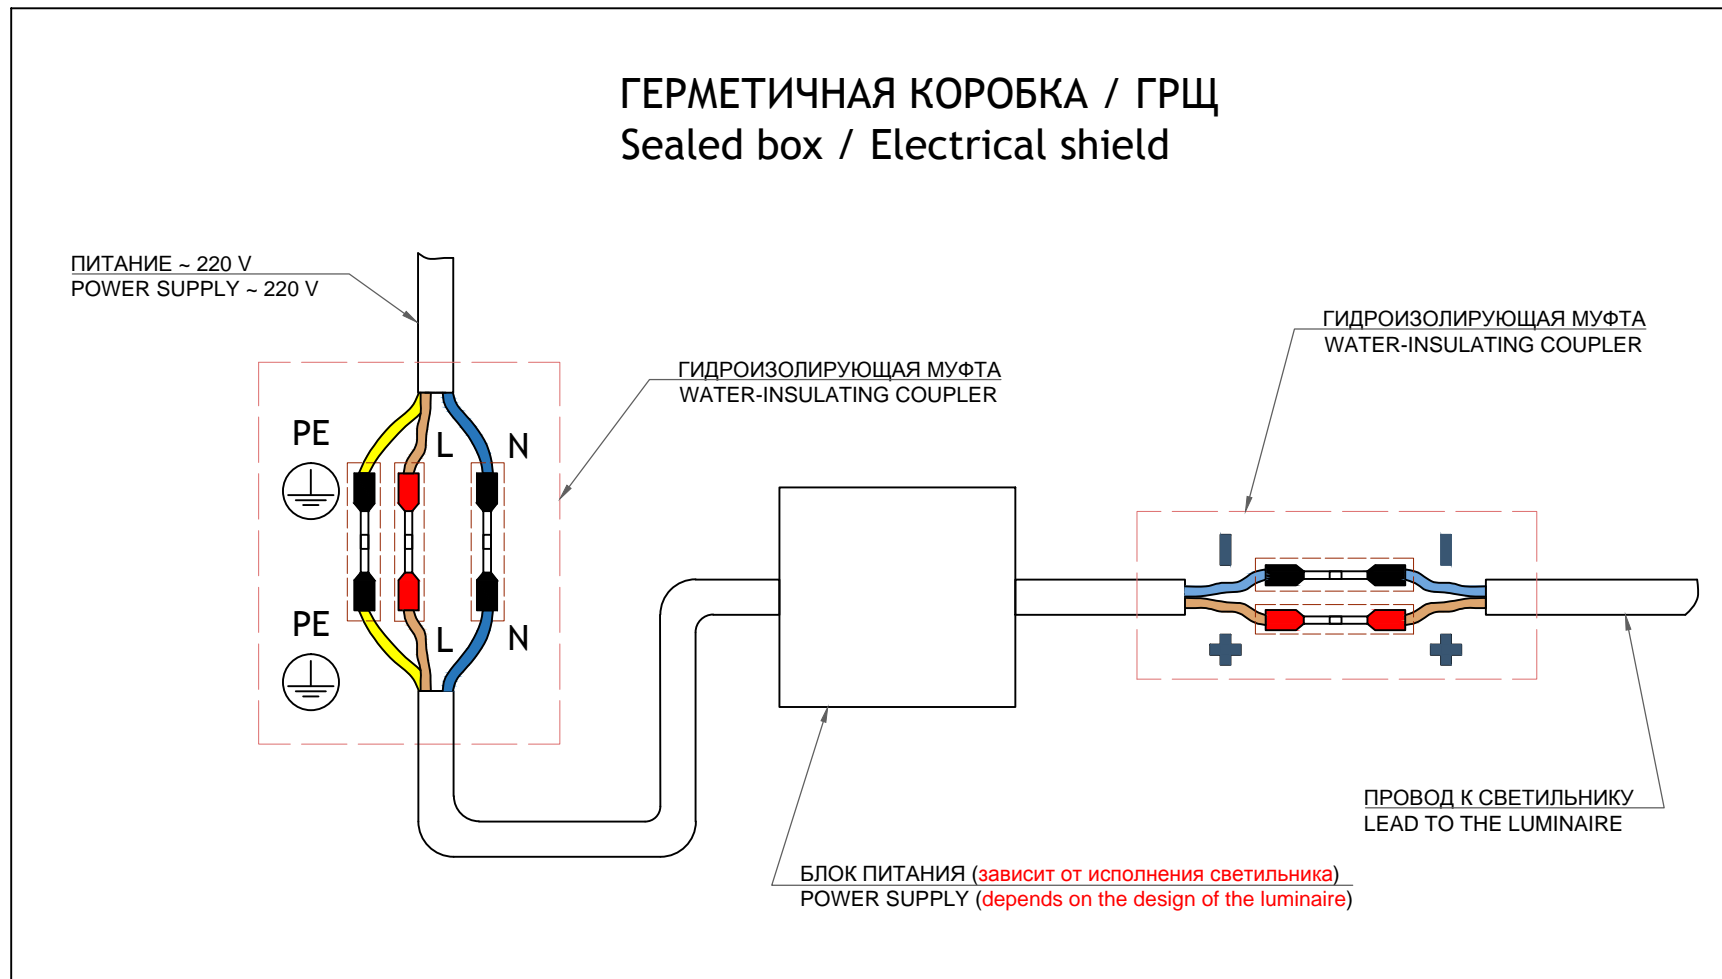 ГЕРМЕТИЧНАЯ КОРОБКА / ГРЩ
Sealed box / Electrical shield
ПИТАНИЕ ~ 220 V
POWER SUPPLY ~ 220 V
ГИДРОИЗОЛИРУЮЩАЯ МУФТА
WATER-INSULATING COUPLER
ГИДРОИЗОЛИРУЮЩАЯ МУФТА
WATER-INSULATING COUPLER
PE
L
N
PE
L
N
ПРОВОД К СВЕТИЛЬНИКУ
LEAD TO THE LUMINAIRE
БЛОК ПИТАНИЯ (зависит от исполнения светильника)
POWER SUPPLY (depends on the design of the luminaire)